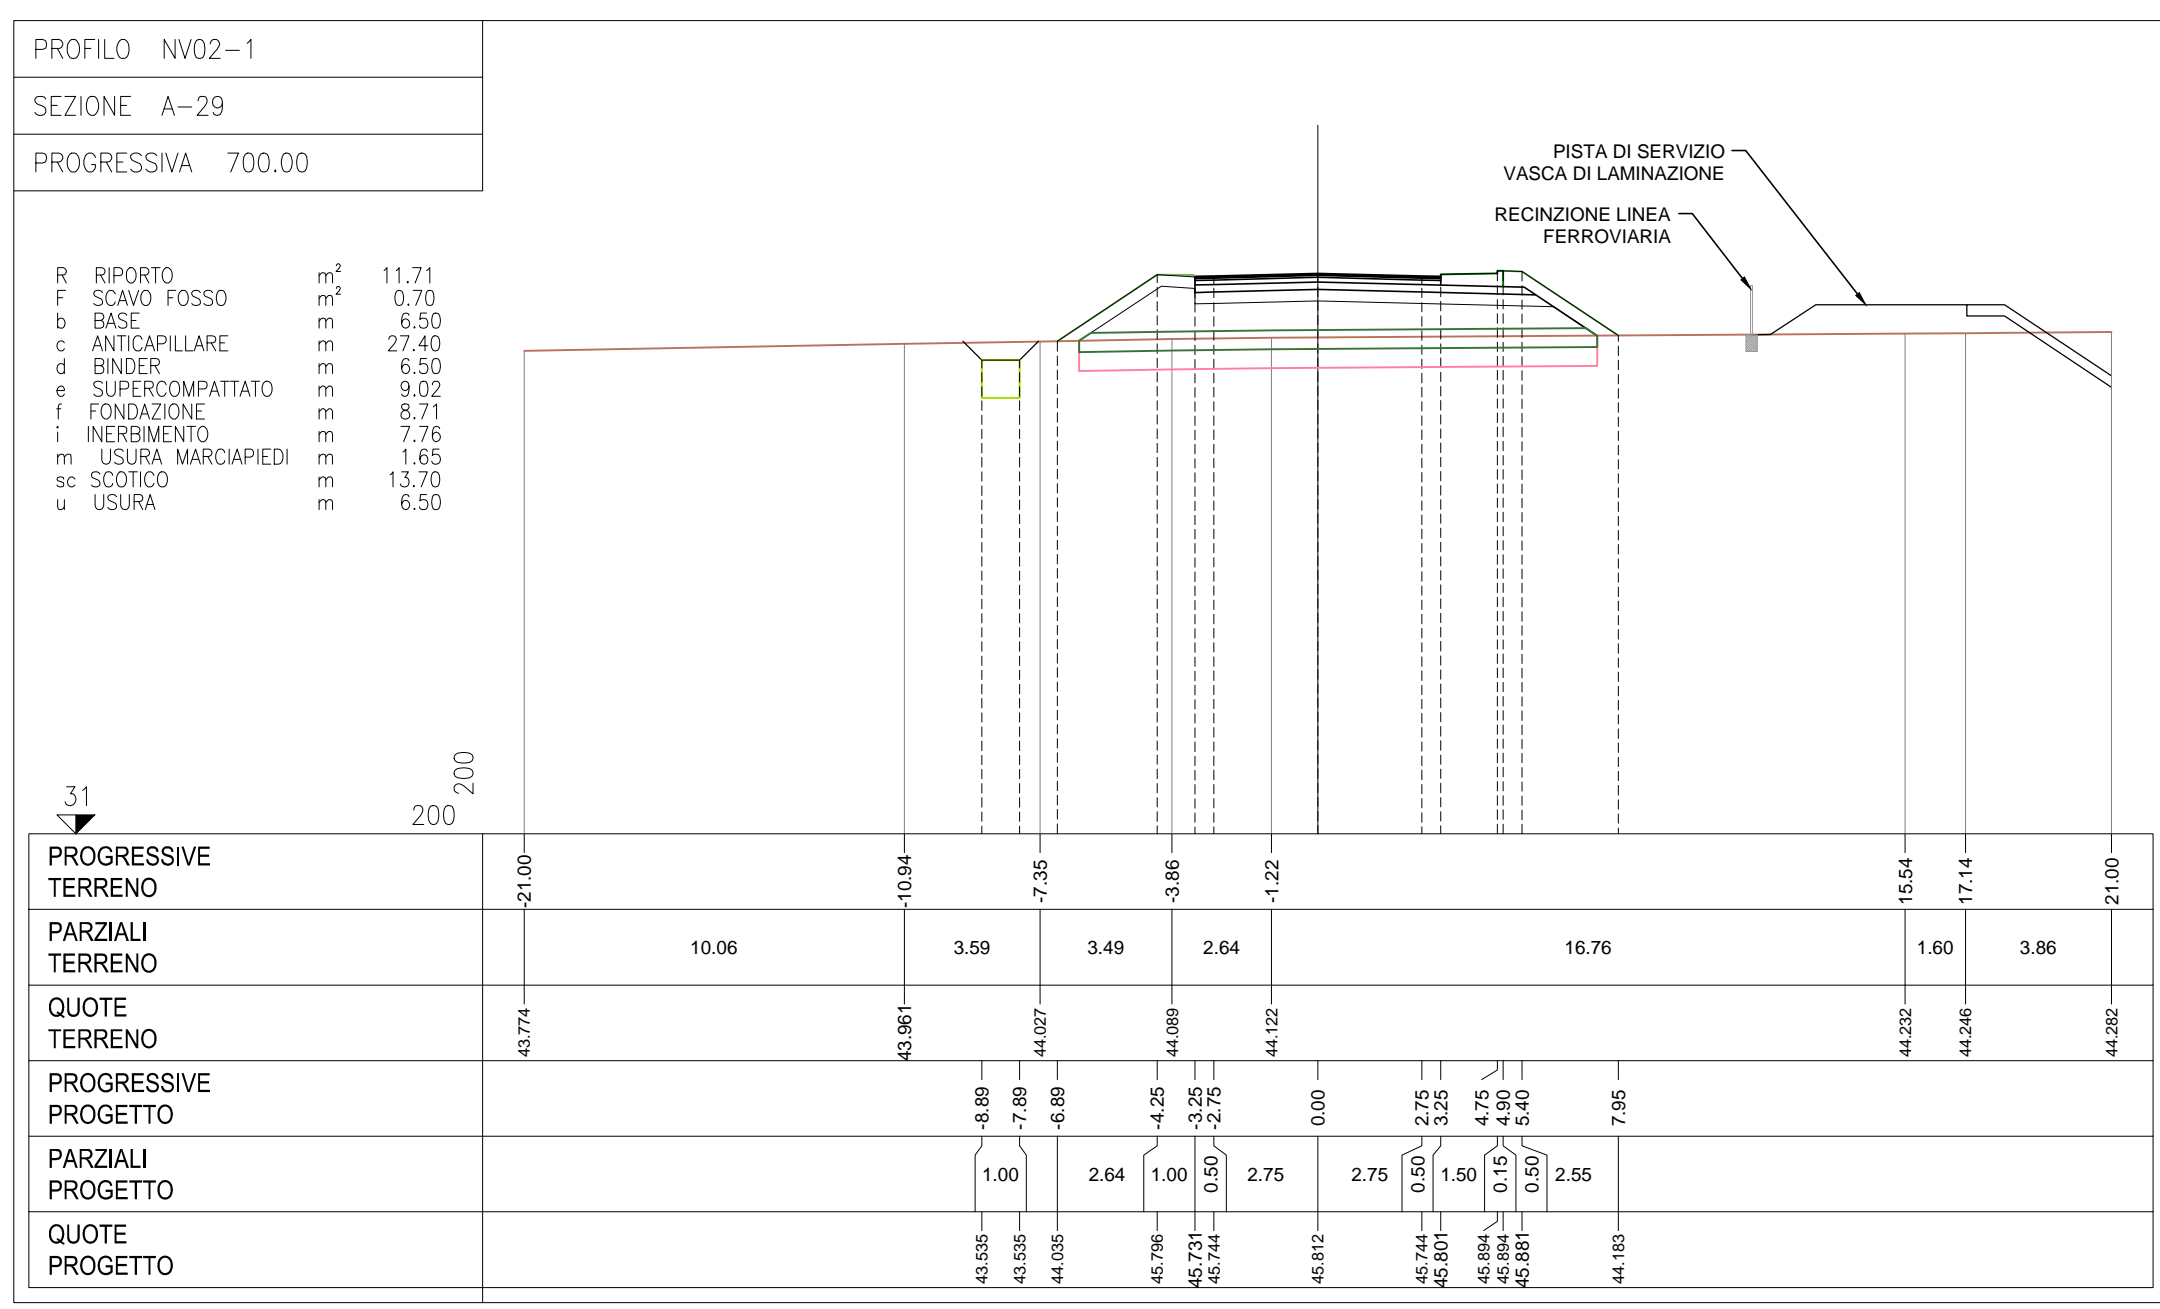 PROFILO NV02-1
SEZIONE A-29
PROGRESSIVA 700.00
PISTA DI SERVIZIO
VASCA DI LAMINAZIONE
RECINZIONE LINEA
FERROVIARIA
R RIPORTO m² 11.71
F SCAVO FOSSO m² 0.70
b BASE m 6.50
c ANTICAPILLARE m 27.40
d BINDER m 6.50
e SUPERCOMPATTATO m 9.02
f FONDAZIONE m 8.71
i INERBIMENTO m 7.76
m USURA MARCIAPIEDI m 1.65
sc SCOTICO m 13.70
u USURA m 6.50
31
200
200
PROGRESSIVE
TERRENO
-21.00 -10.94 -7.35 -3.86 -1.22 15.54 17.14 21.00
PARZIALI
TERRENO
10.06 3.59 3.49 2.64 16.76 1.60 3.86
QUOTE
TERRENO
43.774 43.961 44.027 44.089 44.122 44.232 44.246 44.282
PROGRESSIVE
PROGETTO
-8.89 -7.89 -6.89 -4.25 -3.25 -2.75 0.00 2.75 3.25 4.75 4.90 5.40 7.95
PARZIALI
PROGETTO
1.00 2.64 1.00 0.50 2.75 2.75 0.50 1.50 0.15 0.50 2.55
QUOTE
PROGETTO
43.535 43.535 44.035 45.796 45.731 45.744 45.812 45.744 45.801 45.894 45.894 45.881 44.183